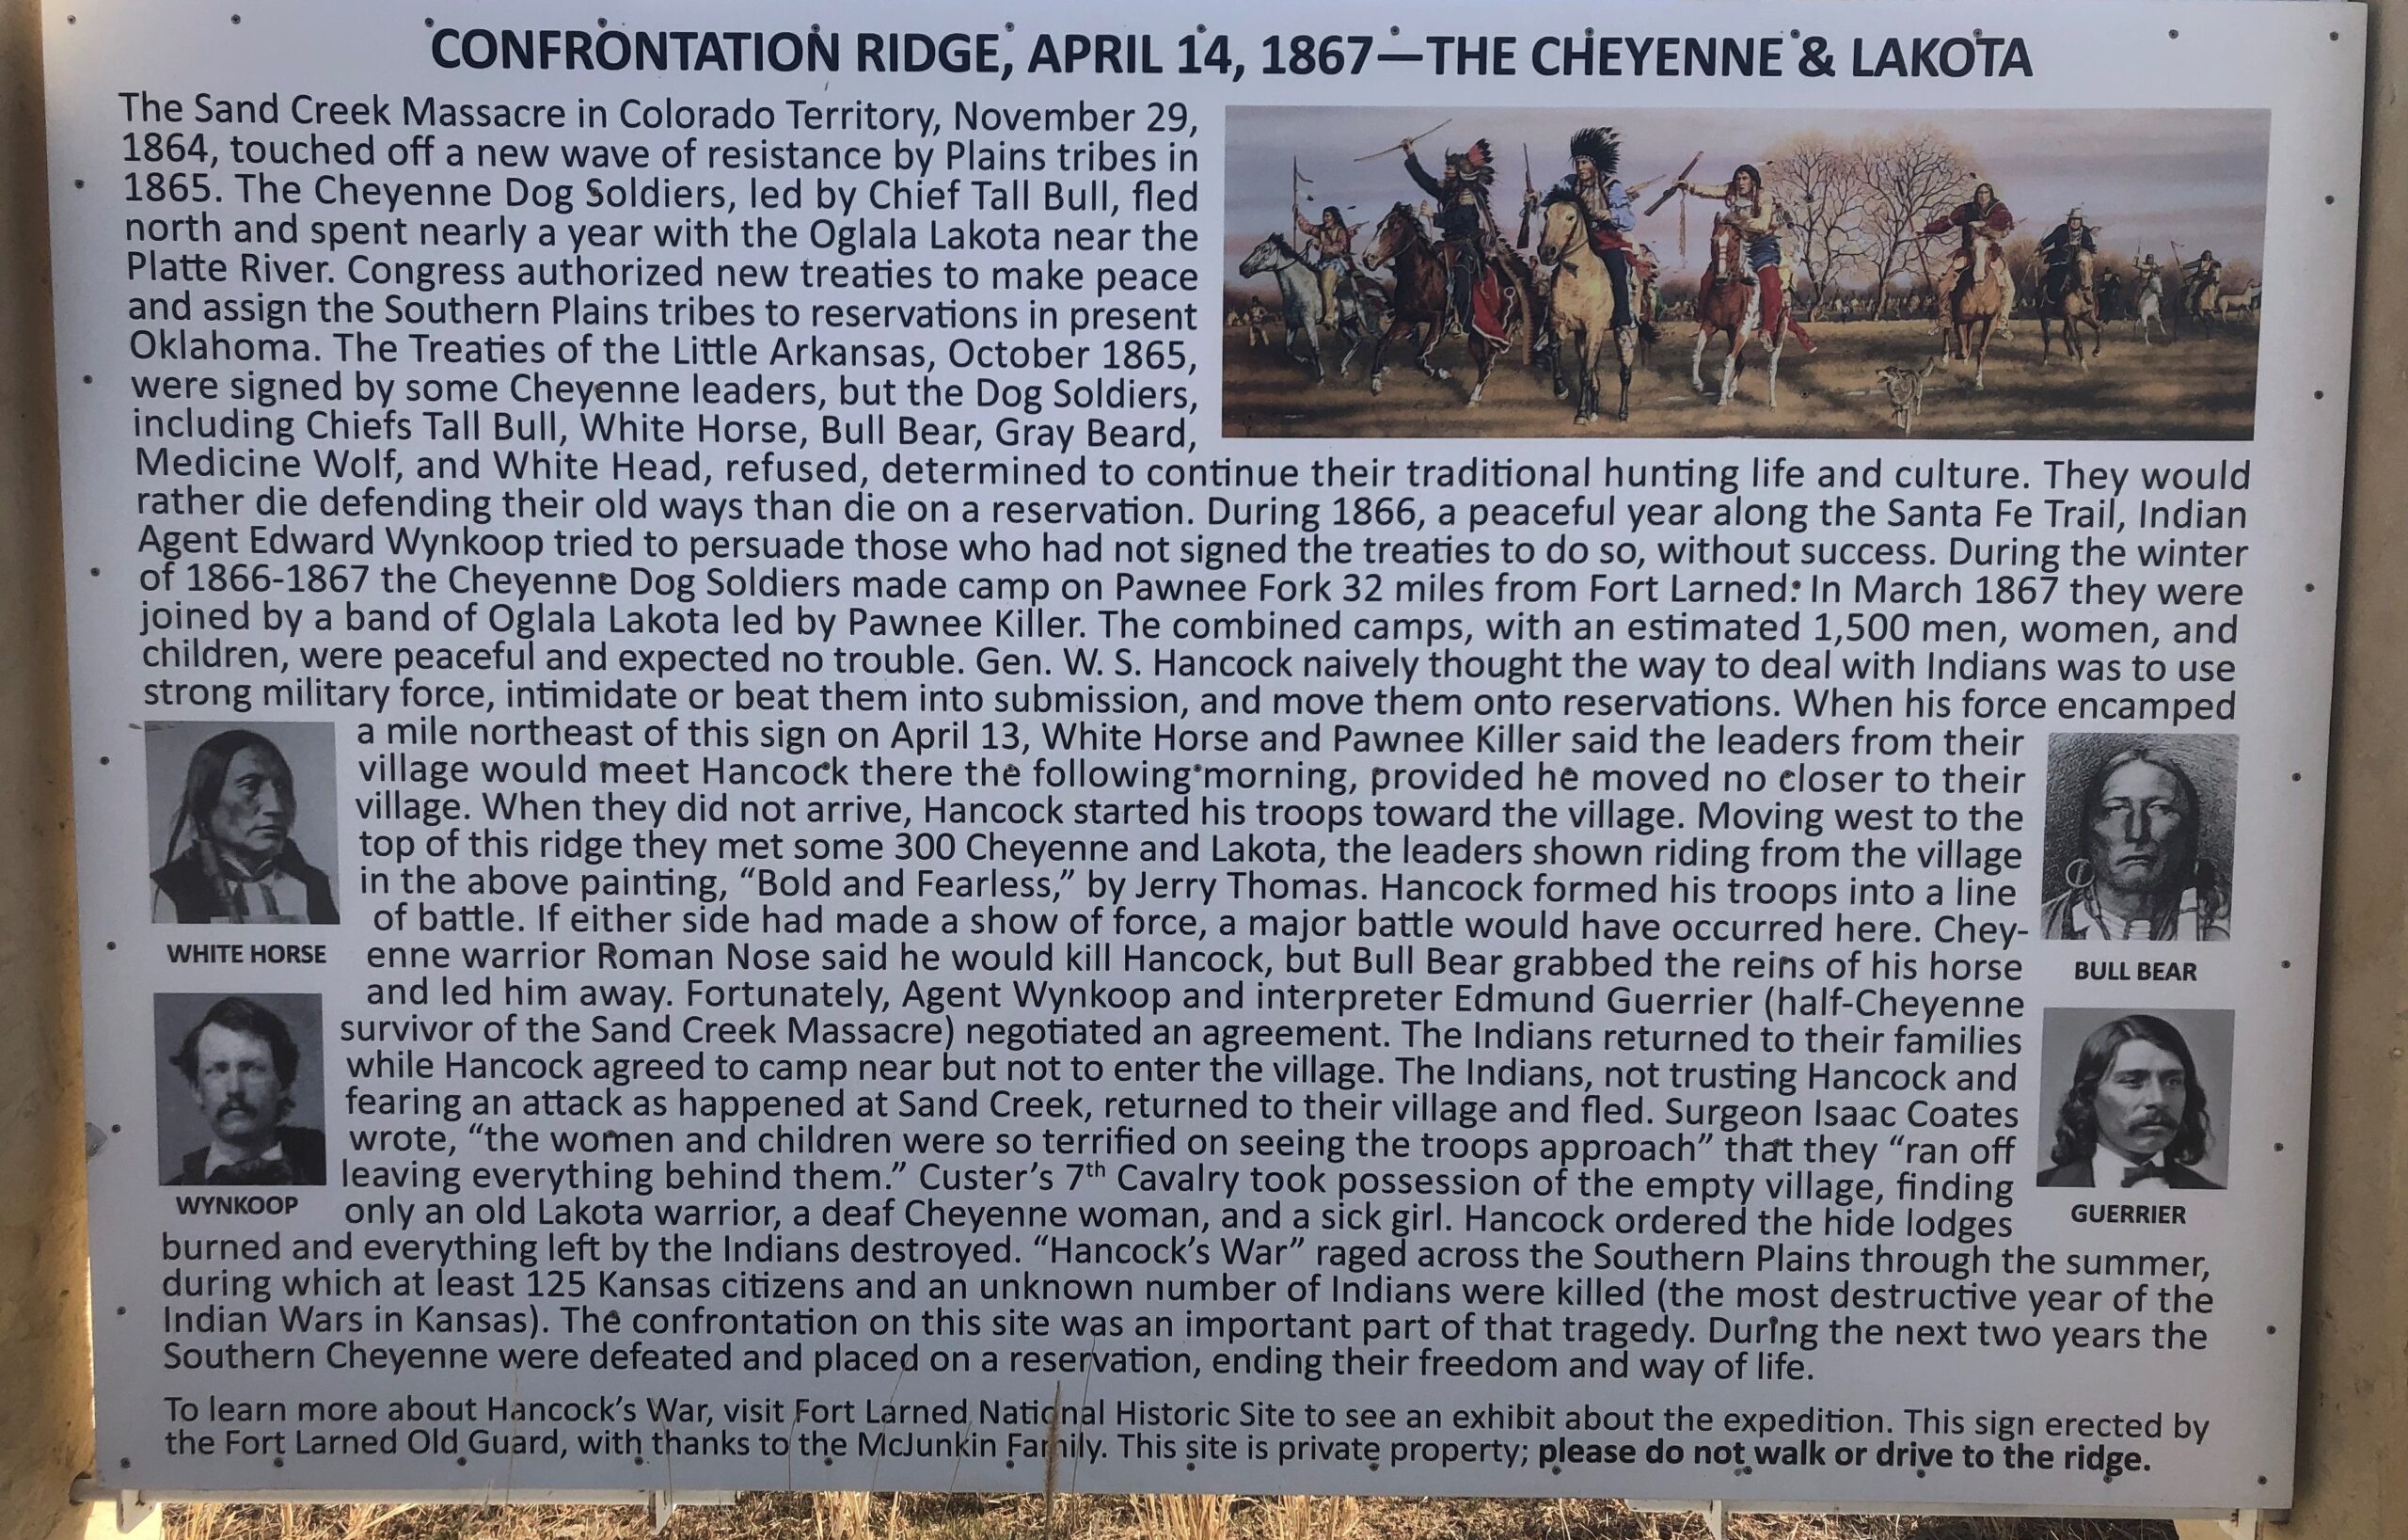 CONFRONTATION RIDGE, APRIL 14, 1867—THE CHEYENNE & LAKOTA
The Sand Creek Massacre in Colorado Territory, November 29,
1864, touched off a new wave of resistance by Plains tribes in
1865. The Cheyenne Dog Soldiers, led by Chief Tall Bull, fled
north and spent nearly a year with the Oglala Lakota near the
Platte River. Congress authorized new treaties to make peace
and assign the Southern Plains tribes to reservations in present
Oklahoma. The Treaties of the Little Arkansas, October 1865,
were signed by some Cheyenne leaders, but the Dog Soldiers,
including Chiefs Tall Bull, White Horse, Bull Bear, Gray Beard,
Medicine Wolf, and White Head, refused, determined to continue their traditional hunting life and culture. They would
rather die defending their old ways than die on a reservation. During 1866, a peaceful year along the Santa Fe Trail, Indian
Agent Edward Wynkoop tried to persuade those who had not signed the treaties to do so, without success. During the winter
of 1866-1867 the Cheyenne Dog Soldiers made camp on Pawnee Fork 32 miles from Fort Larned. In March 1867 they were
joined by a band of Oglala Lakota led by Pawnee Killer. The combined camps, with an estimated 1,500 men, women, and
children, were peaceful and expected no trouble. Gen. W. S. Hancock naively thought the way to deal with Indians was to use
strong military force, intimidate or beat them into submission, and move them onto reservations. When his force encamped
a mile northeast of this sign on April 13, White Horse and Pawnee Killer said the leaders from their
village would meet Hancock there the following morning, provided he moved no closer to their
village. When they did not arrive, Hancock started his troops toward the village. Moving west to the
top of this ridge they met some 300 Cheyenne and Lakota, the leaders shown riding from the village
in the above painting, “Bold and Fearless,” by Jerry Thomas. Hancock formed his troops into a line
of battle. If either side had made a show of force, a major battle would have occurred here. Chey-
enne warrior Roman Nose said he would kill Hancock, but Bull Bear grabbed the reins of his horse
and led him away. Fortunately, Agent Wynkoop and interpreter Edmund Guerrier (half-Cheyenne
survivor of the Sand Creek Massacre) negotiated an agreement. The Indians returned to their families
while Hancock agreed to camp near but not to enter the village. The Indians, not trusting Hancock and
fearing an attack as happened at Sand Creek, returned to their village and fled. Surgeon Isaac Coates
wrote, “the women and children were so terrified on seeing the troops approach” that they “ran off
leaving everything behind them.” Custer’s 7th Cavalry took possession of the empty village, finding
only an old Lakota warrior, a deaf Cheyenne woman, and a sick girl. Hancock ordered the hide lodges
burned and everything left by the Indians destroyed. “Hancock’s War” raged across the Southern Plains through the summer,
during which at least 125 Kansas citizens and an unknown number of Indians were killed (the most destructive year of the
Indian Wars in Kansas). The confrontation on this site was an important part of that tragedy. During the next two years the
Southern Cheyenne were defeated and placed on a reservation, ending their freedom and way of life.
WHITE HORSE
BULL BEAR
WYNKOOP
GUERRIER
To learn more about Hancock’s War, visit Fort Larned National Historic Site to see an exhibit about the expedition. This sign erected by
the Fort Larned Old Guard, with thanks to the McJunkin Family. This site is private property; please do not walk or drive to the ridge.